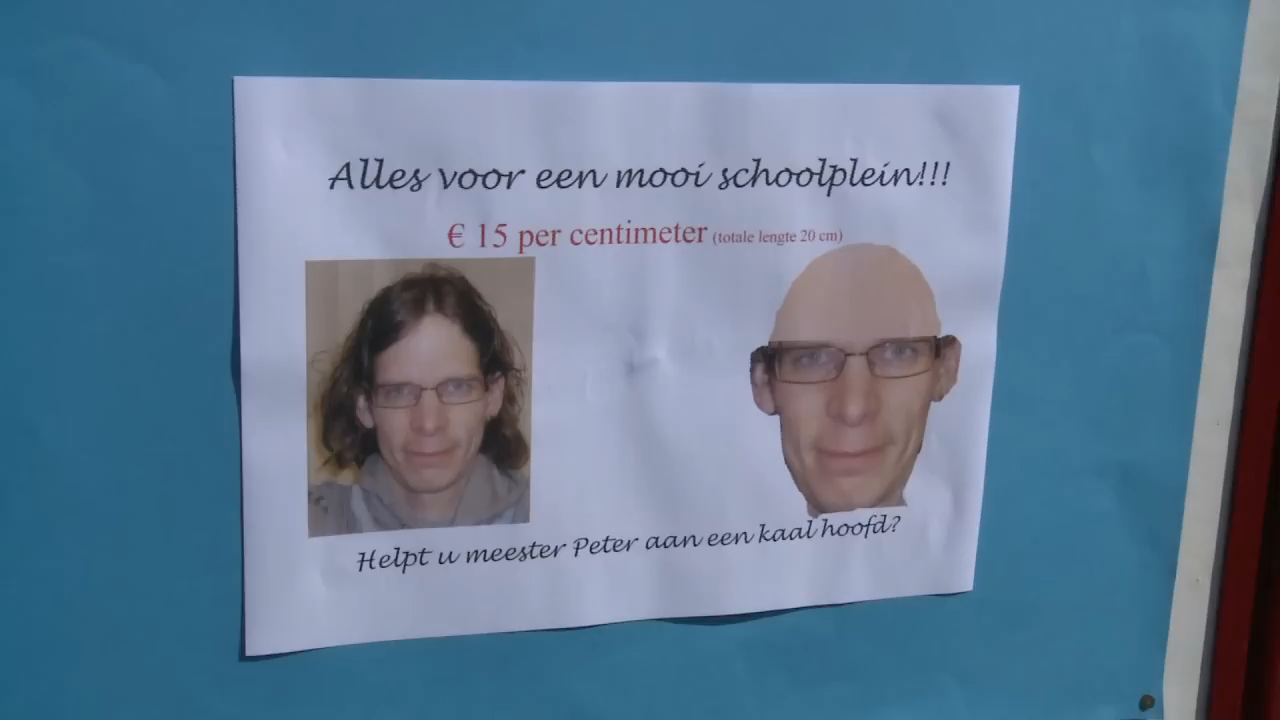 Alles voor een mooi schoolplein!!!
€ 15 per centimeter (totale lengte 20 cm)
Helpt u meester Peter aan een kaal hoofd?